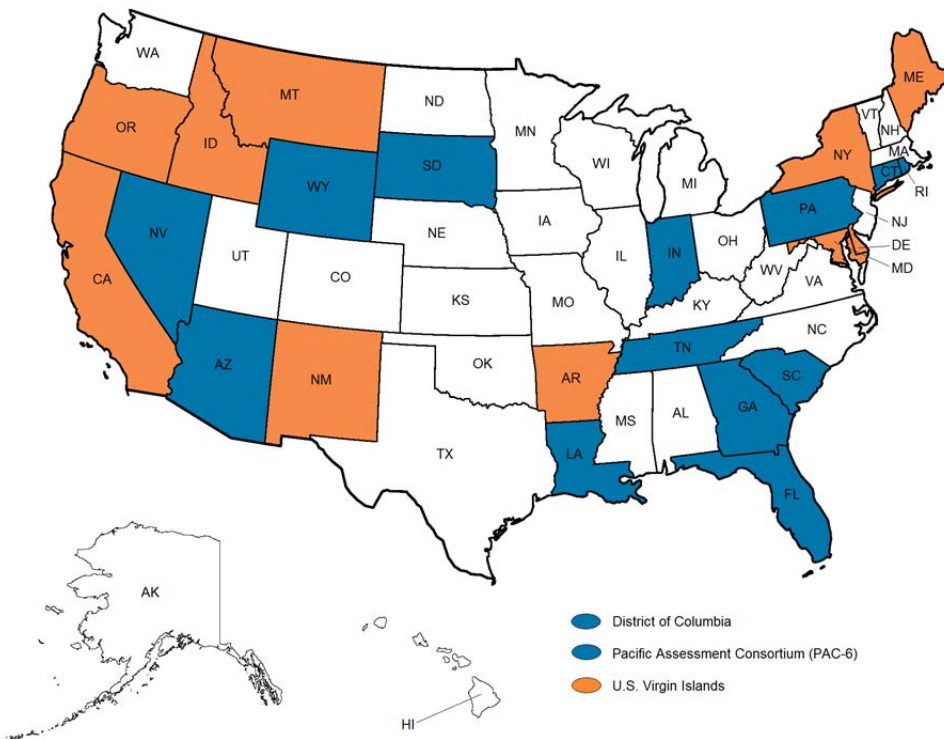 WA
MT
ND
MN
ME
VT
NH
OR
ID
WY
SD
WI
MI
NY
MA
CT
RI
NV
UT
CO
NE
IA
IL
IN
OH
PA
NJ
DE
MD
WV
VA
CA
KS
MO
KY
NC
AZ
NM
OK
AR
TN
SC
TX
LA
MS
AL
GA
FL
AK
HI
District of Columbia
Pacific Assessment Consortium (PAC-6)
U.S. Virgin Islands